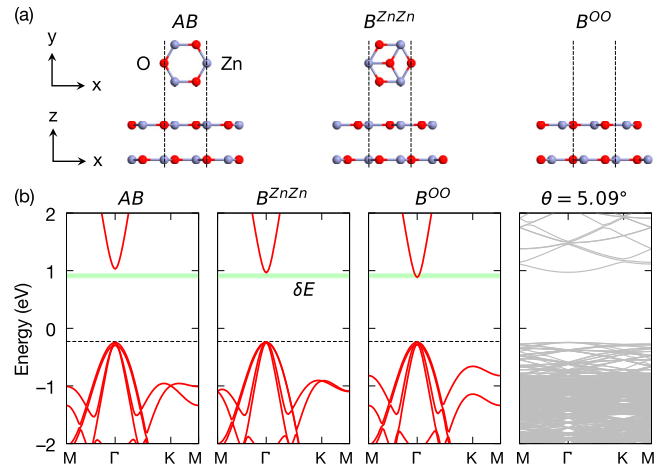 (a)
AB
B^{ZnZn}
B^{OO}
y
x
O
Zn
z
x
(b)
AB
B^{ZnZn}
B^{OO}
θ = 5.09°
Energy (eV)
2
1
0
−1
−2
δE
M Γ K M
M Γ K M
M Γ K M
M Γ K M